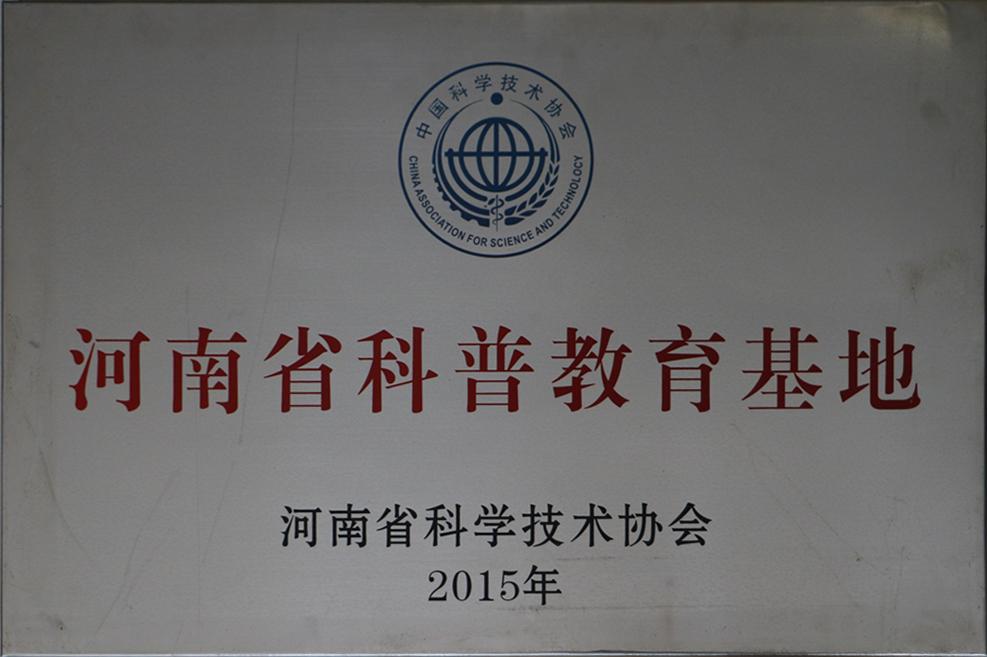 中国科学技术协会
CHINA ASSOCIATION FOR SCIENCE AND TECHNOLOGY
河南省科普教育基地
河南省科学技术协会
2015年